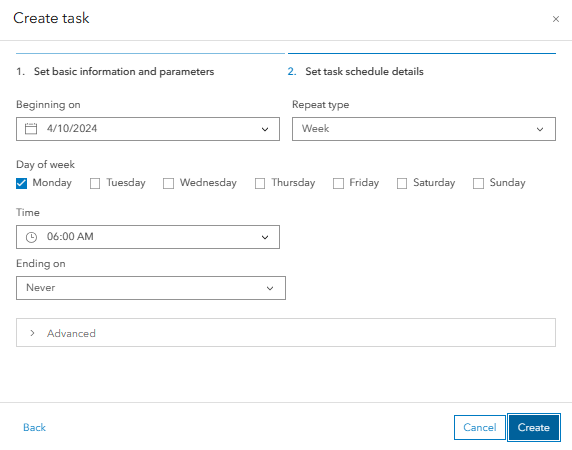 Create task
1. Set basic information and parameters
2. Set task schedule details
Beginning on
Repeat type
4/10/2024
Week
Day of week
Monday Tuesday Wednesday Thursday Friday Saturday Sunday
Time
06:00 AM
Ending on
Never
Advanced
Back
Cancel
Create